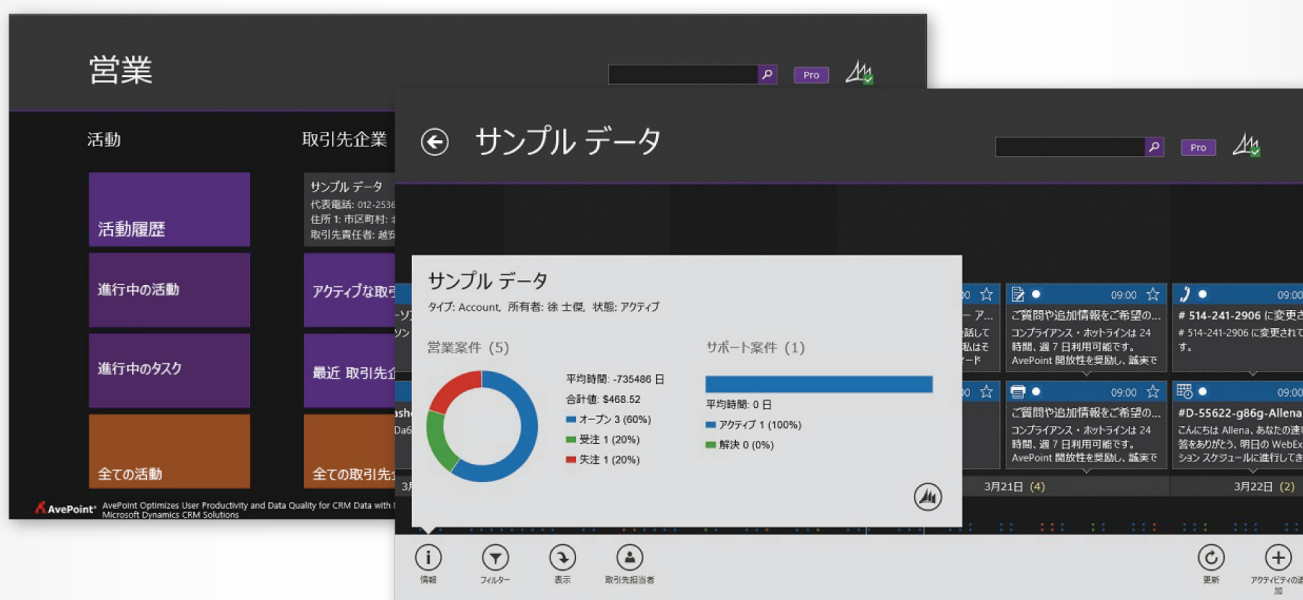 営業
Pro
活動
取引先企業
活動履歴
進行中の活動
進行中のタスク
全ての活動
サンプル データ
代表電話: 012-2536
住所 1: 市区町村:
取引先責任者:
アクティブな取引
最近 取引先企
全ての取引先企
AvePoint
AvePoint Optimizes User Productivity and Data Quality for CRM Data with
Microsoft Dynamics CRM Solutions
サンプル データ
Pro
サンプル データ
タイプ: Account, 所有者: 徐 士傑, 状態: アクティブ
営業案件 (5)
平均時間: -735486 日
合計値: $468.52
オープン 3 (60%)
受注 1 (20%)
失注 1 (20%)
サポート案件 (1)
平均時間: 0 日
アクティブ 1 (100%)
解決 0 (0%)
09:00
ご質問や追加情報をご希望の...
コンプライアンス・ホットラインは 24
時間、週 7 日利用可能です。
AvePoint 開放性を奨励し、誠実で
09:00
# 514-241-2906 に変更さ
# 514-241-2906 に変更されて
す。
09:00
ご質問や追加情報をご希望の...
コンプライアンス・ホットラインは 24
時間、週 7 日利用可能です。
AvePoint 開放性を奨励し、誠実で
09:00
#D-55622-g86g-Allena
こんにちは Allena、あなたの速
答をありがとう、明日の WebEx
ション スケジュールに進行してき
3月21日 (4)
3月22日 (2)
情報
フィルター
表示
取引先担当者
更新
アクティビティの追
加